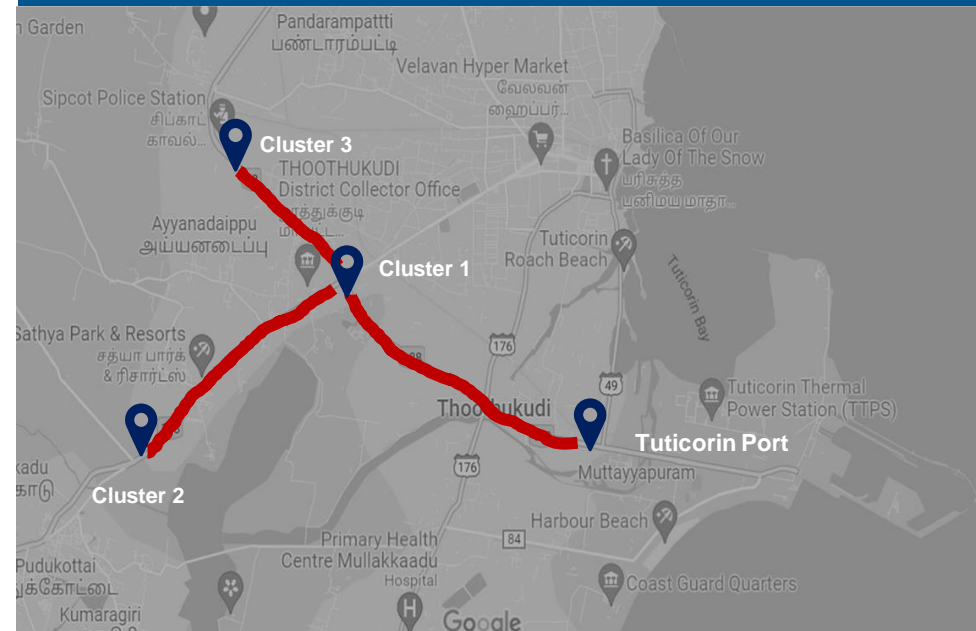 Garden
Pandarampattti
பண்டாரம்பட்டி
Velavan Hyper Market
வேலவன்
ஹைப்பர்...
Sipcot Police Station
சிப்காட்
காவல்...
Cluster 3
Basilica Of Our
Lady Of The Snow
பரிசுத்த
பனிமய மாதா...
THOOTHUKUDI
District Collector Office
Ayyanadaippu
அய்யனடைப்பு
Tuticorin
Roach Beach
Cluster 1
Tuticorin Bay
Sathya Park & Resorts
சத்யா பார்க்
& ரிசார்ட்ஸ்
176
49
Tuticorin Thermal
Power Station (TTPS)
Thoothukudi
Tuticorin Port
176
Muttayyapuram
Cluster 2
Harbour Beach
84
Primary Health
Centre Mullakkaadu
Hospital
Pudukottai
Coast Guard Quarters
Kumaragiri
Google